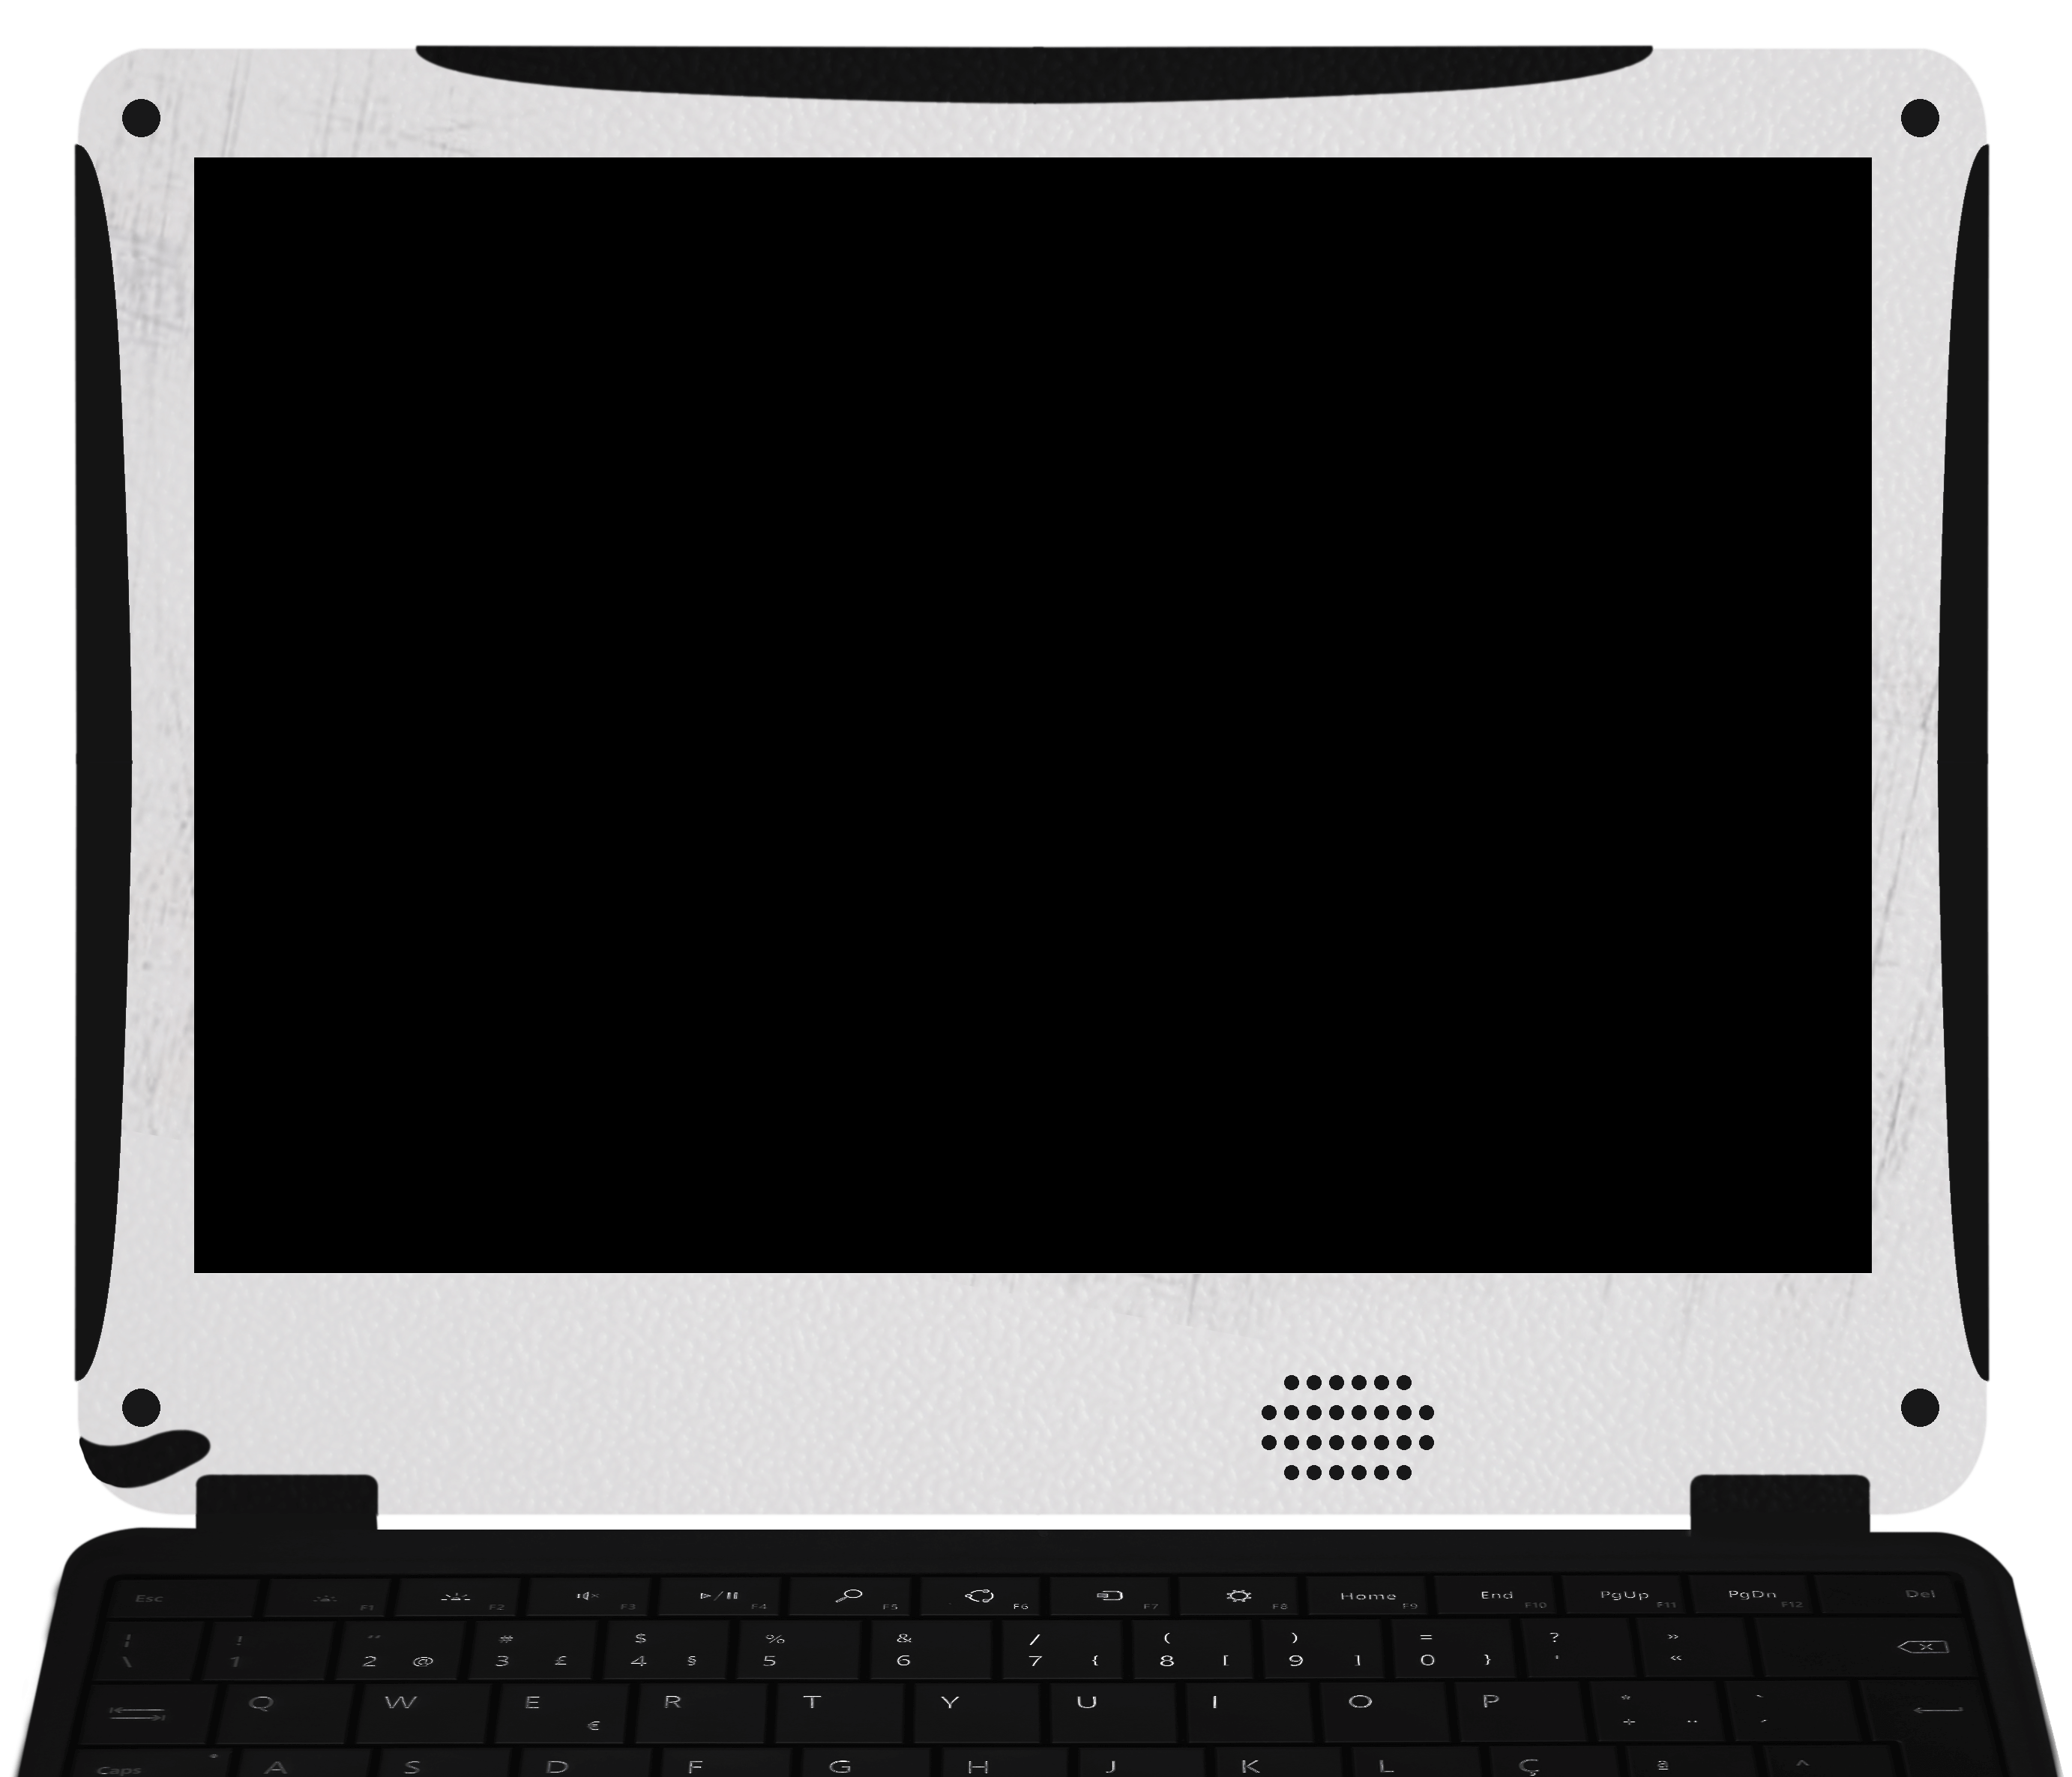 Esc F1 F2 F3 F4 F5 F6 F7 F8 Home F9 End F10 PgUp F11 PgDn F12 Del
| ! " # $ % & / ( ) = ? »
\ 1 2 @ 3 £ 4 § 5 6 7 { 8 [ 9 ] 0 } ' «
Q W E R T Y U I O P * `
€ + ¨ ´
Caps A S D F G H J K L Ç ª ^